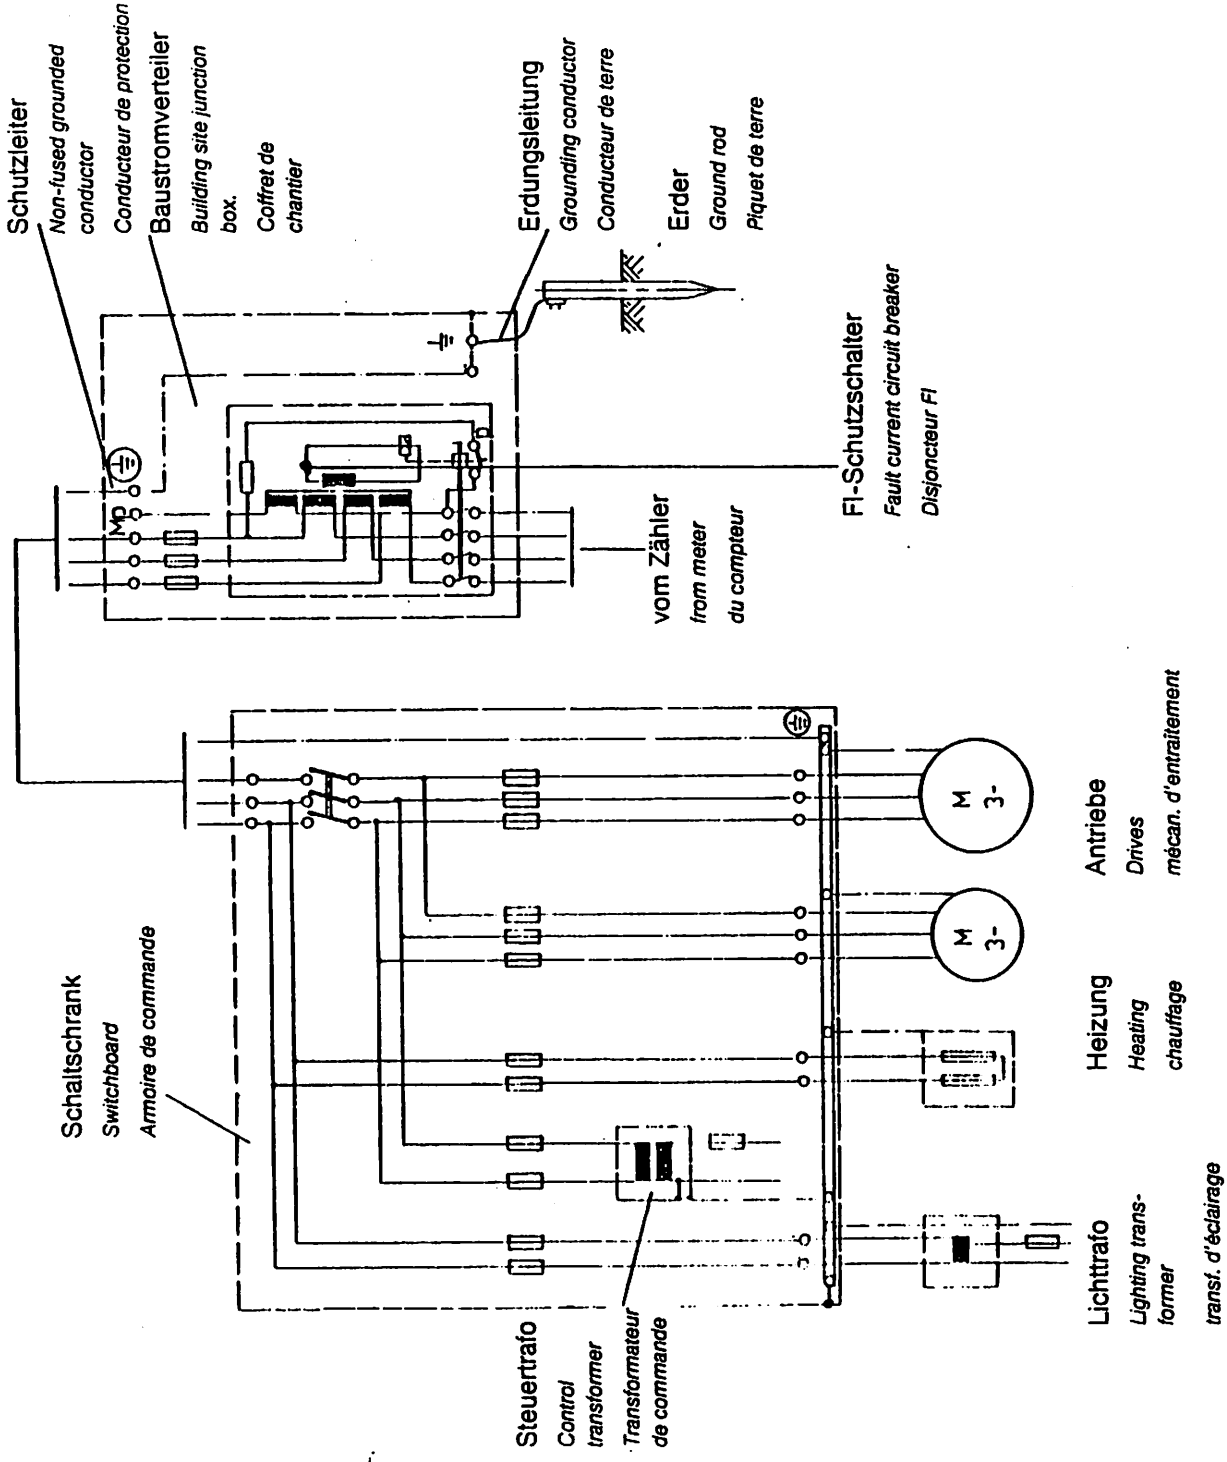 Schutzleiter
Non-fused grounded
conductor
Conducteur de protection
Baustromverteiler
Building site junction
box.
Coffret de
chantier
Erdungsleitung
Grounding conductor
Conducteur de terre
Erder
Ground rod
Piquet de terre
Mp
FI-Schutzschalter
Fault current circuit breaker
Disjoncteur FI
vom Zähler
from meter
du compteur
Schaltschrank
Switchboard
Armoire de commande
M
3~
M
3~
Antriebe
Drives
mécan. d'entraîtement
Heizung
Heating
chauffage
Steuertrafo
Control
transformer
Transformateur
de commande
Lichttrafo
Lighting trans-
former
transf. d'éclairage